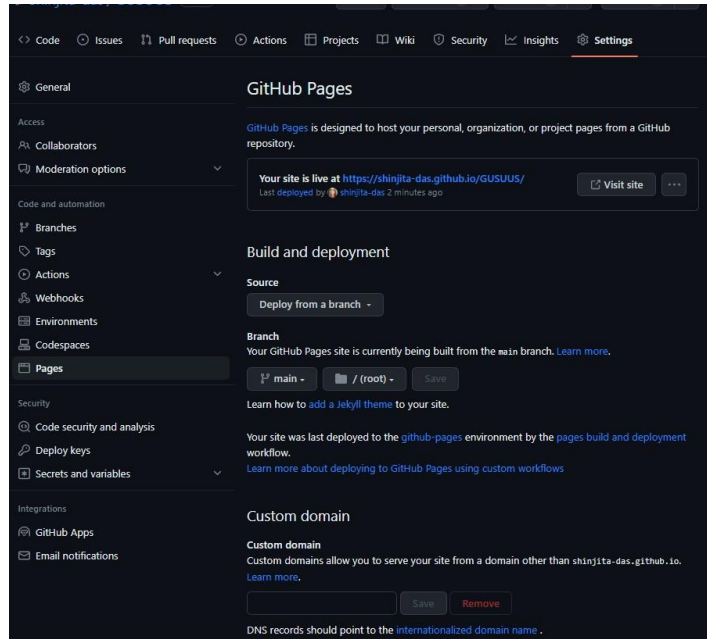 Code Issues Pull requests Actions Projects Wiki Security Insights Settings
General
Access
Collaborators
Moderation options
Code and automation
Branches
Tags
Actions
Webhooks
Environments
Codespaces
Pages
Security
Code security and analysis
Deploy keys
Secrets and variables
Integrations
GitHub Apps
Email notifications
GitHub Pages
GitHub Pages is designed to host your personal, organization, or project pages from a GitHub
repository.
Your site is live at https://shinjita-das.github.io/GUSUUS/
Last deployed by shinjita-das 2 minutes ago
Visit site
Build and deployment
Source
Deploy from a branch
Branch
Your GitHub Pages site is currently being built from the main branch. Learn more.
main / (root) Save
Learn how to add a Jekyll theme to your site.
Your site was last deployed to the github-pages environment by the pages build and deployment
workflow.
Learn more about deploying to GitHub Pages using custom workflows
Custom domain
Custom domain
Custom domains allow you to serve your site from a domain other than shinjita-das.github.io.
Learn more.
Save Remove
DNS records should point to the internationalized domain name .